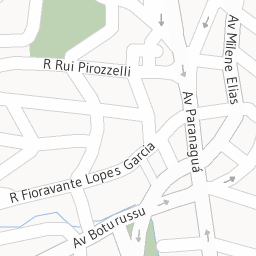 Av Milene Elias
R Rui Pirozzelli
Av Paranaguá
R Fioravante Lopes Garcia
Av Boturussu